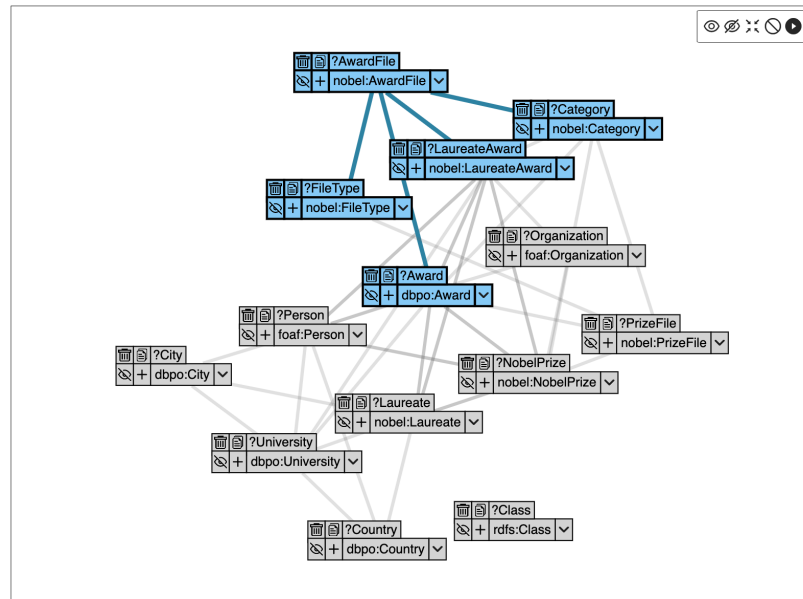 ?AwardFile
nobel:AwardFile
?Category
nobel:Category
?LaureateAward
nobel:LaureateAward
?FileType
nobel:FileType
?Organization
foaf:Organization
?Award
dbpo:Award
?Person
foaf:Person
?PrizeFile
nobel:PrizeFile
?City
dbpo:City
?NobelPrize
nobel:NobelPrize
?Laureate
nobel:Laureate
?University
dbpo:University
?Class
rdfs:Class
?Country
dbpo:Country